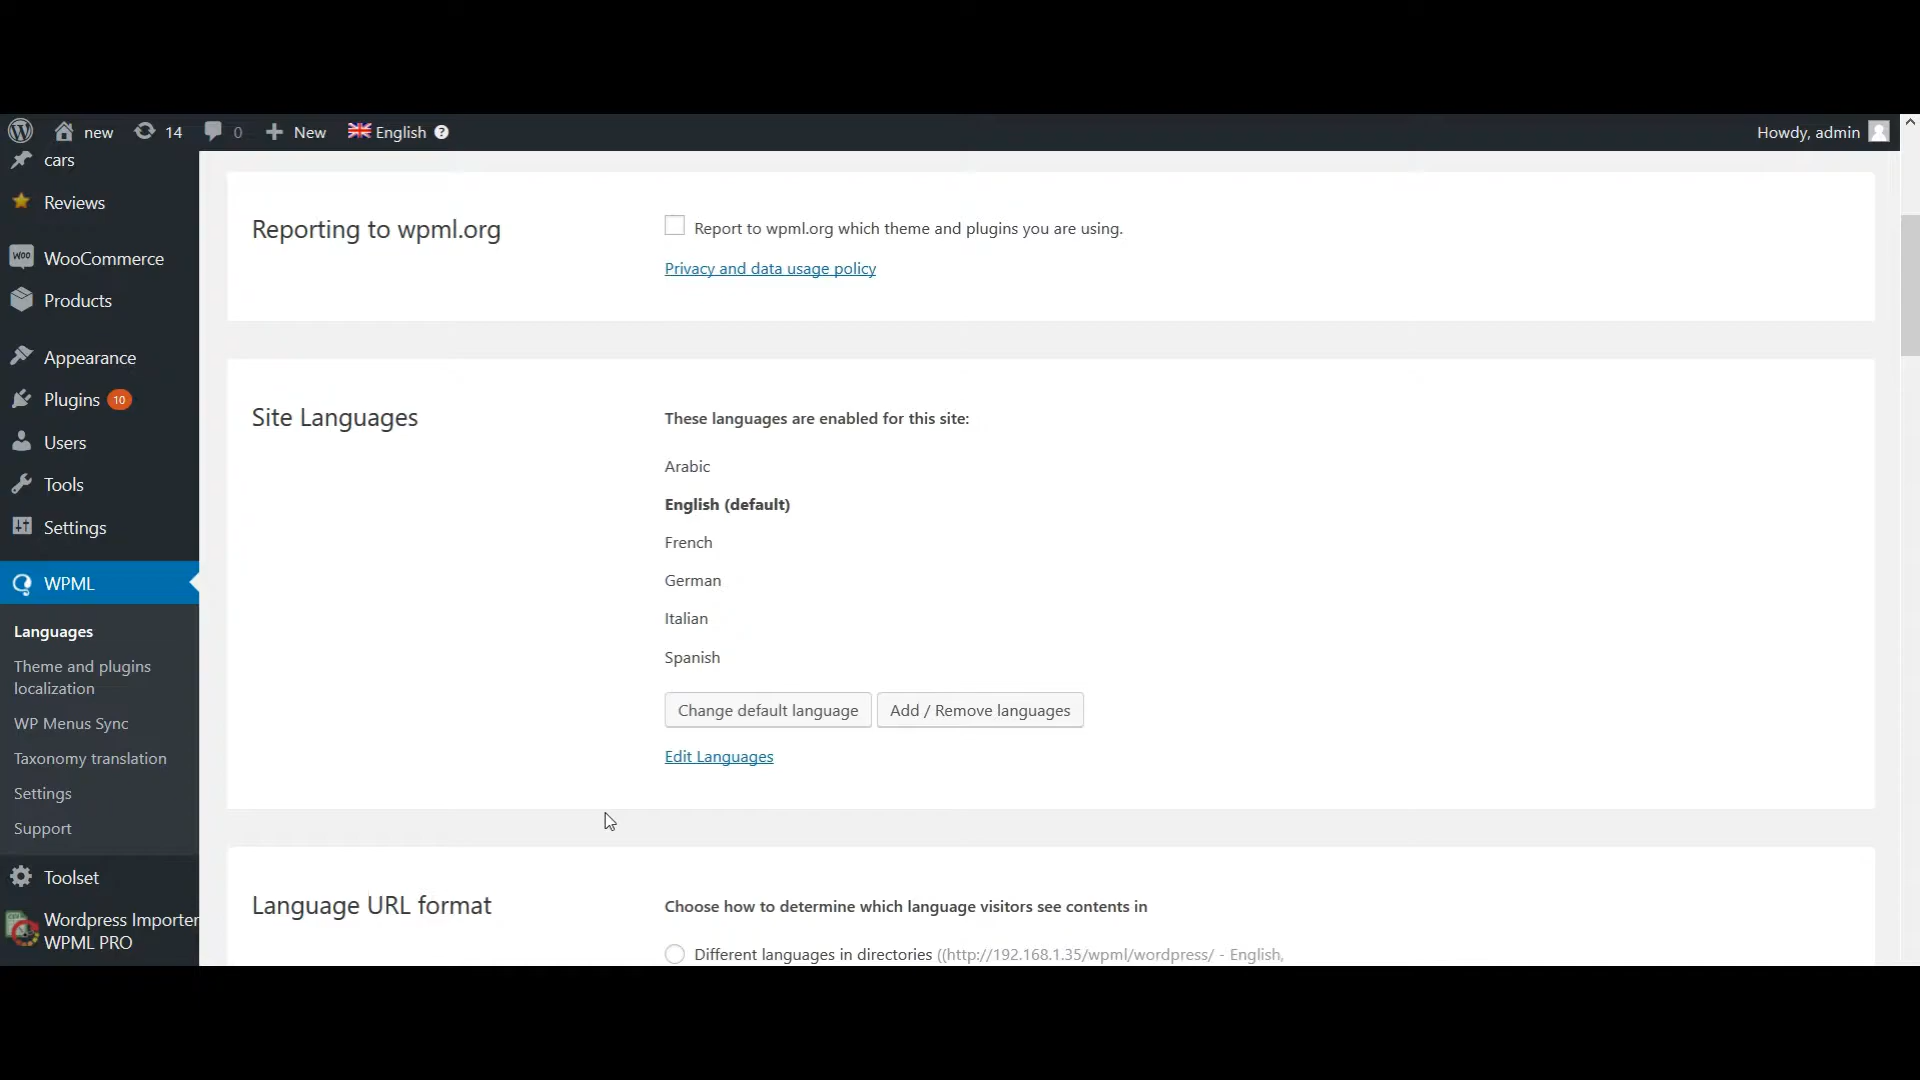 new 14 0 New English ? Howdy, admin
cars
Reviews
WooCommerce
Products
Appearance
Plugins 10
Users
Tools
Settings
WPML
Languages
Theme and plugins
localization
WP Menus Sync
Taxonomy translation
Settings
Support
Toolset
Wordpress Importer
WPML PRO
Reporting to wpml.org
Report to wpml.org which theme and plugins you are using.
Privacy and data usage policy
Site Languages
These languages are enabled for this site:
Arabic
English (default)
French
German
Italian
Spanish
Change default language Add / Remove languages
Edit Languages
Language URL format
Choose how to determine which language visitors see contents in
Different languages in directories ((http://192.168.1.35/wpml/wordpress/ - English,